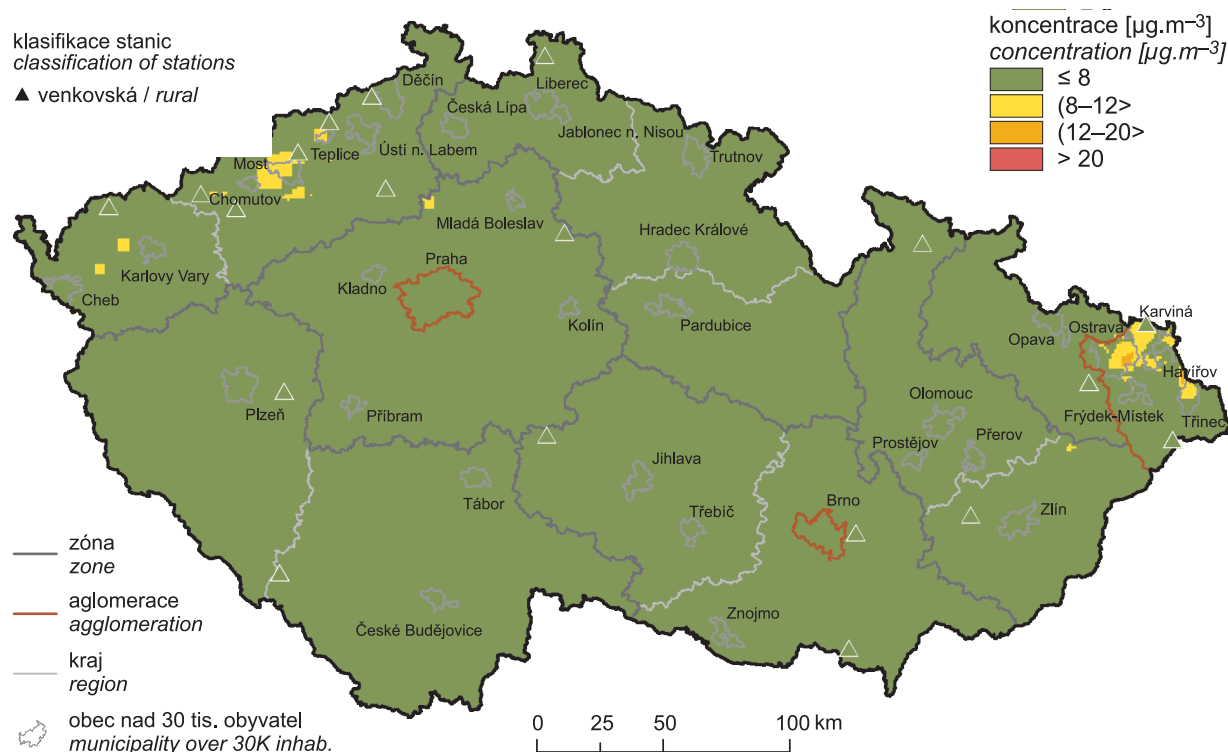 klasifikace stanic
classification of stations
▲ venkovská / rural
koncentrace [µg.m⁻³]
concentration [µg.m⁻³]
≤ 8
(8–12>
(12–20>
> 20
Děčín
Česká Lípa
Liberec
Jablonec n. Nisou
Trutnov
Teplice
Ústí n. Labem
Most
Chomutov
Mladá Boleslav
Hradec Králové
Karlovy Vary
Cheb
Kladno
Praha
Kolín
Pardubice
Opava
Ostrava
Karviná
Havířov
Frýdek-Místek
Třinec
Plzeň
Příbram
Olomouc
Prostějov
Přerov
Jihlava
Tábor
Třebíč
Brno
Zlín
České Budějovice
Znojmo
zóna
zone
aglomerace
agglomeration
kraj
region
obec nad 30 tis. obyvatel
municipality over 30K inhab.
0 25 50 100 km